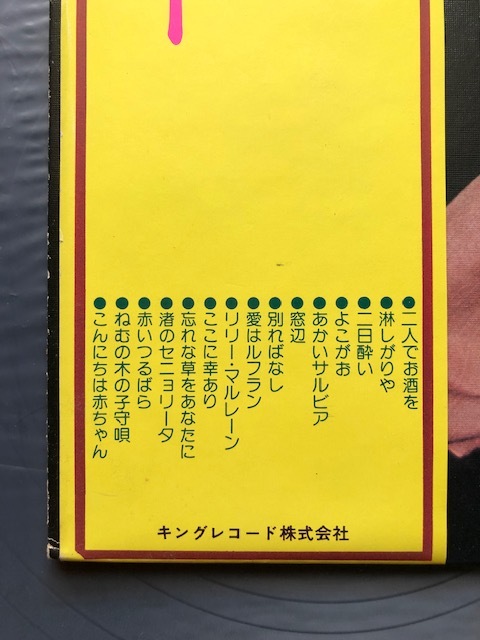 ●二人でお酒を
●淋しがりや
●二日酔い
●よこがお
●あかいサルビア
●窓辺
●別ればなし
●愛はルフラン
●リリー・マルレーン
●ここに幸あり
●忘れな草をあなたに
●渚のセニョリータ
●赤いつるばら
●ねむの木の子守唄
●こんにちは赤ちゃん
キングレコード株式会社